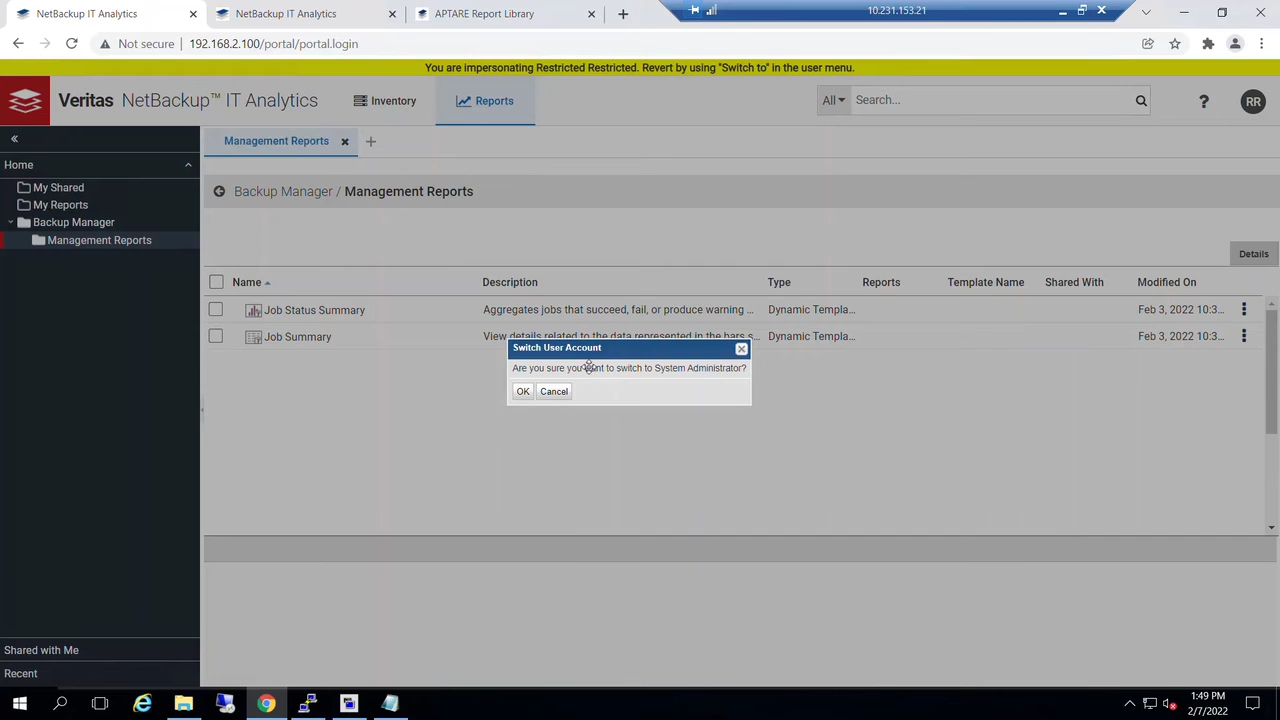 NetBackup IT Analytics
NetBackup IT Analytics
APTARE Report Library
10.231.153.21
Not secure
192.168.2.100/portal/portal.login
You are impersonating Restricted Restricted. Revert by using "Switch to" in the user menu.
Veritas NetBackup™ IT Analytics
Inventory
Reports
All
Search...
?
RR
«
Management Reports
Home
My Shared
My Reports
Backup Manager
Management Reports
Backup Manager / Management Reports
Details
Name Description Type Reports Template Name Shared With Modified On
Job Status Summary Aggregates jobs that succeed, fail, or produce warning ... Dynamic Templa... Feb 3, 2022 10:3...
Job Summary View details related to the data represented in the bars s... Dynamic Templa... Feb 3, 2022 10:3...
Switch User Account
Are you sure you want to switch to System Administrator?
OK Cancel
Shared with Me
Recent
1:49 PM
2/7/2022